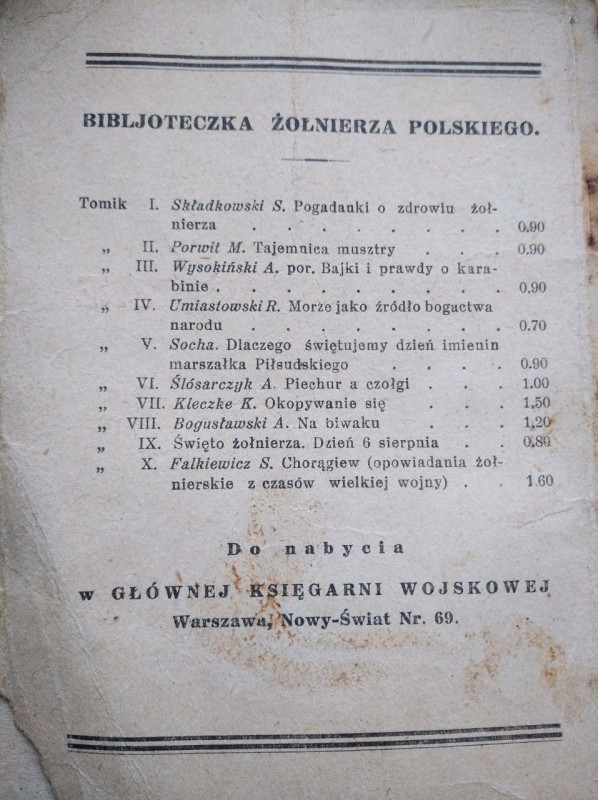 BIBLJOTECZKA ŻOŁNIERZA POLSKIEGO.
Tomik I. Składkowski S. Pogadanki o zdrowiu żoł-
nierza . . . . . . . 0.90
„ II. Porwit M. Tajemnica musztry . . . 0.90
„ III. Wysokiński A. por. Bajki i prawdy o kara-
binie . . . . . . . . 0.90
„ IV. Umiastowski R. Morze jako źródło bogactwa
narodu . . . . . . . 0.70
„ V. Socha. Dlaczego świętujemy dzień imienin
marszałka Piłsudskiego . . . . 0.90
„ VI. Ślósarczyk A. Piechur a czołgi . . . 1.00
„ VII. Kleczke K. Okopywanie się . . . 1,50
„ VIII. Bogusławski A. Na biwaku . . . 1,20
„ IX. Święto żołnierza. Dzień 6 sierpnia . . 0,80
„ X. Falkiewicz S. Chorągiew (opowiadania żoł-
nierskie z czasów wielkiej wojny) . . 1.60
Do nabycia
w GŁÓWNEJ KSIĘGARNI WOJSKOWEJ
Warszawa, Nowy-Świat Nr. 69.